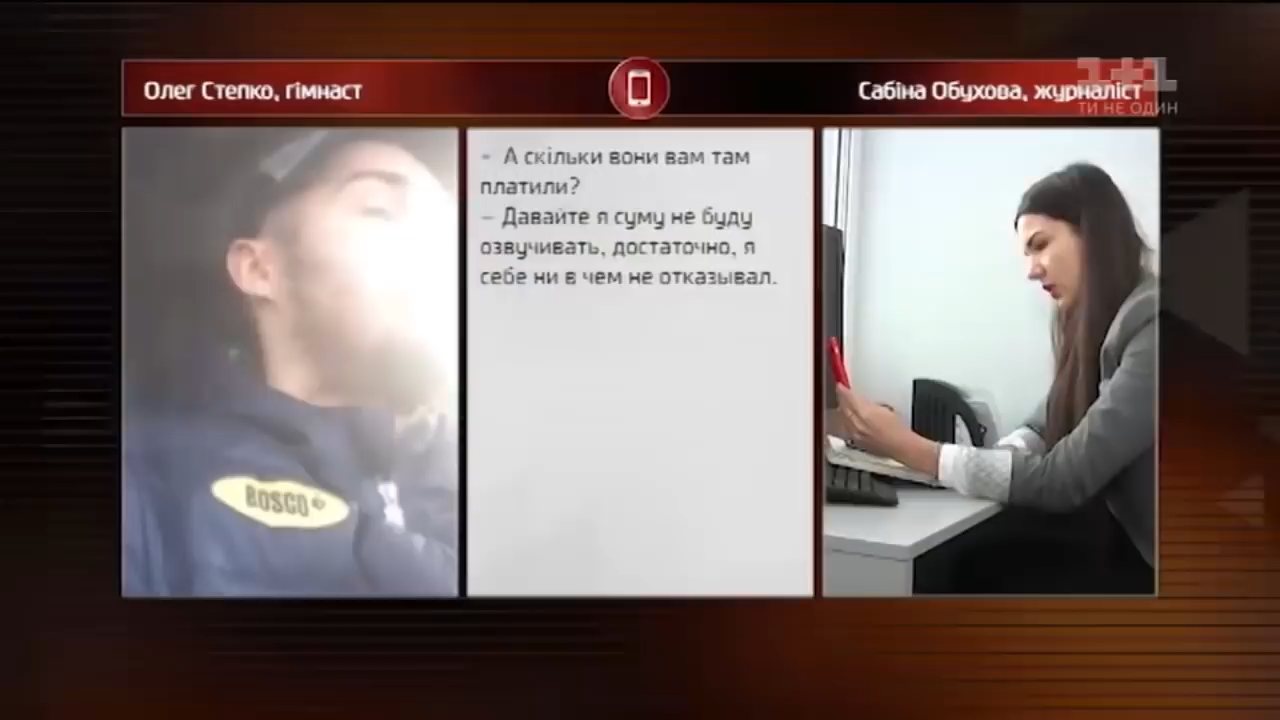 Олег Степко, гімнаст
Сабіна Обухова, журналіст
1+1
ТИ НЕ ОДИН
- А скільки вони вам там
платили?
– Давайте я суму не буду
озвучивать, достаточно, я
себе ни в чем не отказывал.
BOSCO